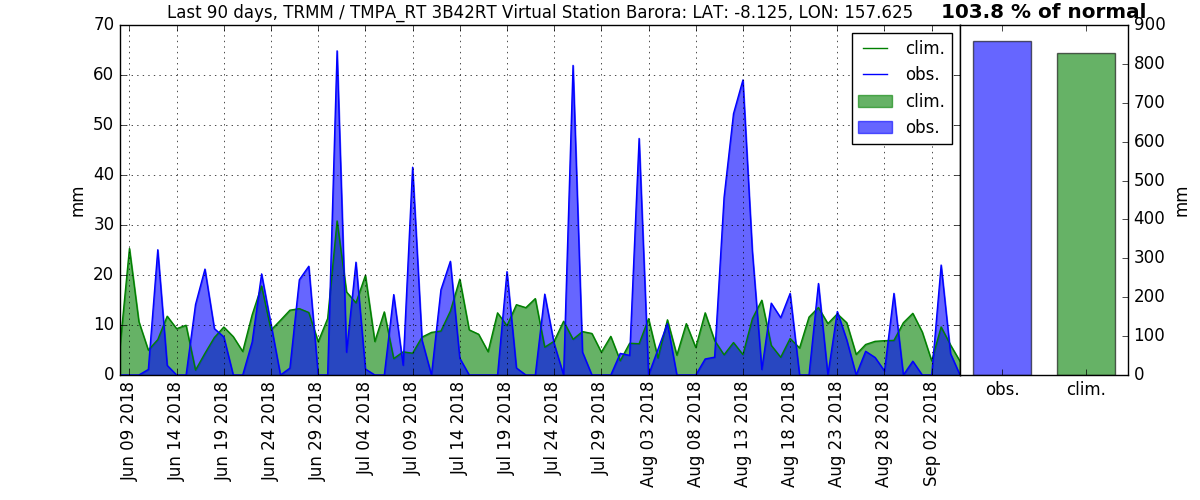 Last 90 days, TRMM / TMPA_RT 3B42RT Virtual Station Barora: LAT: -8.125, LON: 157.625
103.8 % of normal
70
60
50
40
30
20
10
0
mm
clim.
obs.
clim.
obs.
900
800
700
600
500
400
300
200
100
0
mm
Jun 09 2018
Jun 14 2018
Jun 19 2018
Jun 24 2018
Jun 29 2018
Jul 04 2018
Jul 09 2018
Jul 14 2018
Jul 19 2018
Jul 24 2018
Jul 29 2018
Aug 03 2018
Aug 08 2018
Aug 13 2018
Aug 18 2018
Aug 23 2018
Aug 28 2018
Sep 02 2018
obs.
clim.